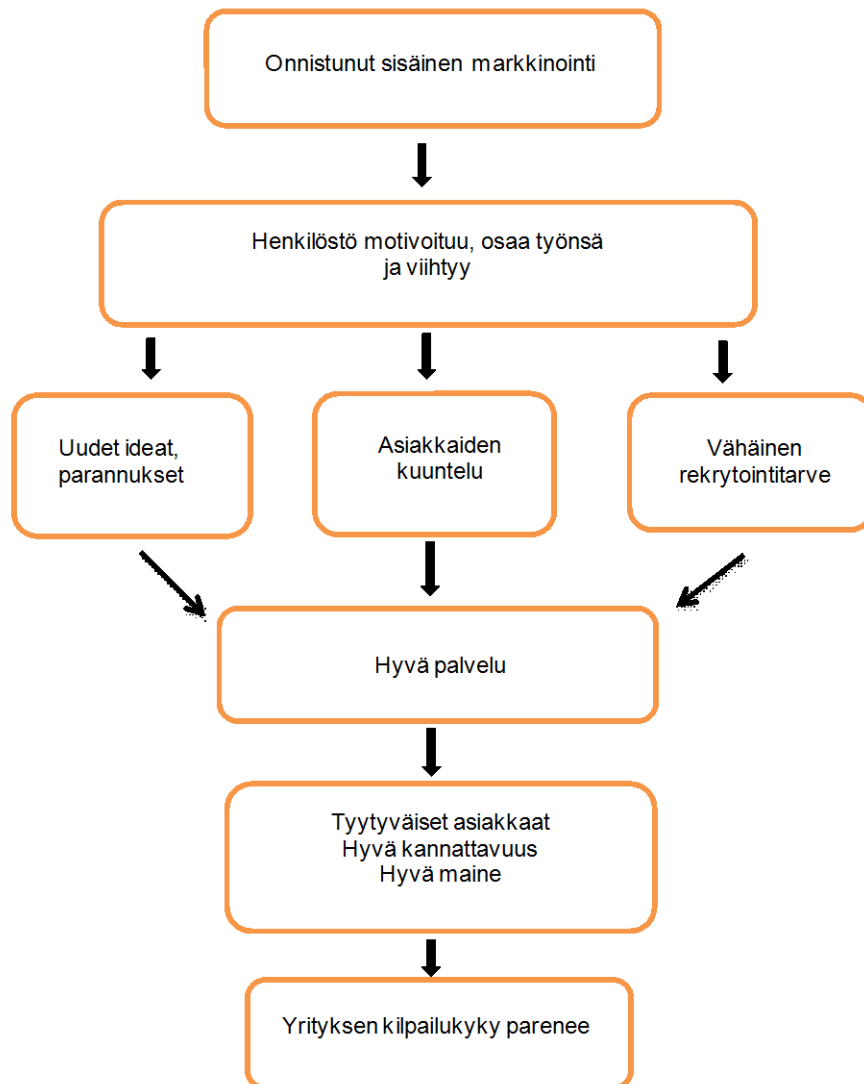 Onnistunut sisäinen markkinointi
Henkilöstö motivoituu, osaa työnsä
ja viihtyy
Uudet ideat,
parannukset
Asiakkaiden
kuuntelu
Vähäinen
rekrytointitarve
Hyvä palvelu
Tyytyväiset asiakkaat
Hyvä kannattavuus
Hyvä maine
Yrityksen kilpailukyky parenee